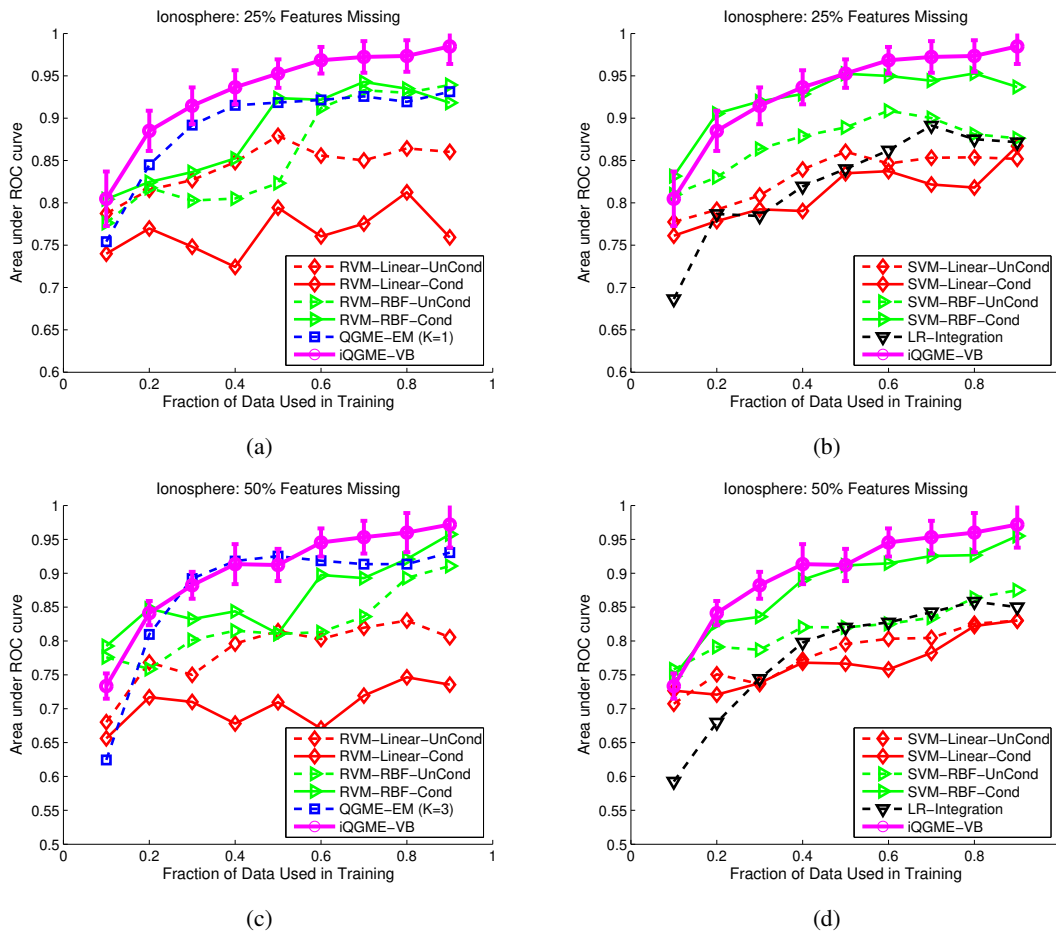 Ionosphere: 25% Features Missing
1
0.95
0.9
0.85
0.8
0.75
0.7
0.65
0.6
Area under ROC curve
RVM-Linear-UnCond
RVM-Linear-Cond
RVM-RBF-UnCond
RVM-RBF-Cond
QGME-EM (K=1)
iQGME-VB
0 0.2 0.4 0.6 0.8 1
Fraction of Data Used in Training
(a)
Ionosphere: 25% Features Missing
1
0.95
0.9
0.85
0.8
0.75
0.7
0.65
0.6
Area under ROC curve
SVM-Linear-UnCond
SVM-Linear-Cond
SVM-RBF-UnCond
SVM-RBF-Cond
LR-Integration
iQGME-VB
0 0.2 0.4 0.6 0.8
Fraction of Data Used in Training
(b)
Ionosphere: 50% Features Missing
1
0.95
0.9
0.85
0.8
0.75
0.7
0.65
0.6
0.55
0.5
Area under ROC curve
RVM-Linear-UnCond
RVM-Linear-Cond
RVM-RBF-UnCond
RVM-RBF-Cond
QGME-EM (K=3)
iQGME-VB
0 0.2 0.4 0.6 0.8 1
Fraction of Data Used in Training
(c)
Ionosphere: 50% Features Missing
1
0.95
0.9
0.85
0.8
0.75
0.7
0.65
0.6
0.55
0.5
Area under ROC curve
SVM-Linear-UnCond
SVM-Linear-Cond
SVM-RBF-UnCond
SVM-RBF-Cond
LR-Integration
iQGME-VB
0 0.2 0.4 0.6 0.8
Fraction of Data Used in Training
(d)